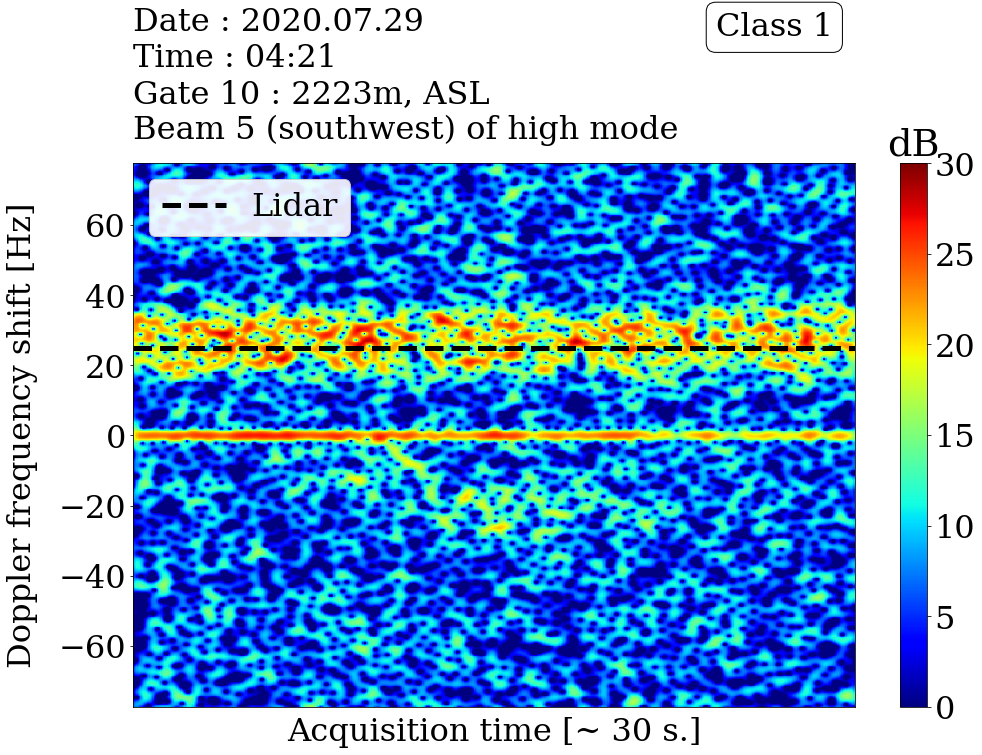 Date : 2020.07.29
Time : 04:21
Gate 10 : 2223m, ASL
Beam 5 (southwest) of high mode
Class 1
dB
Lidar
Doppler frequency shift [Hz]
60
40
20
0
−20
−40
−60
Acquisition time [~ 30 s.]
30
25
20
15
10
5
0